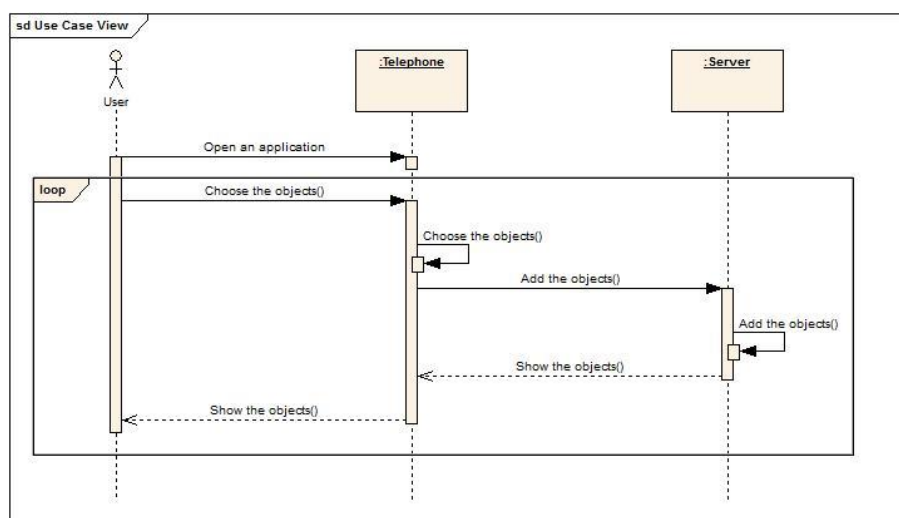 sd Use Case View
:Telephone
:Server
User
Open an application
loop
Choose the objects()
Choose the objects()
Add the objects()
Add the objects()
Show the objects()
Show the objects()